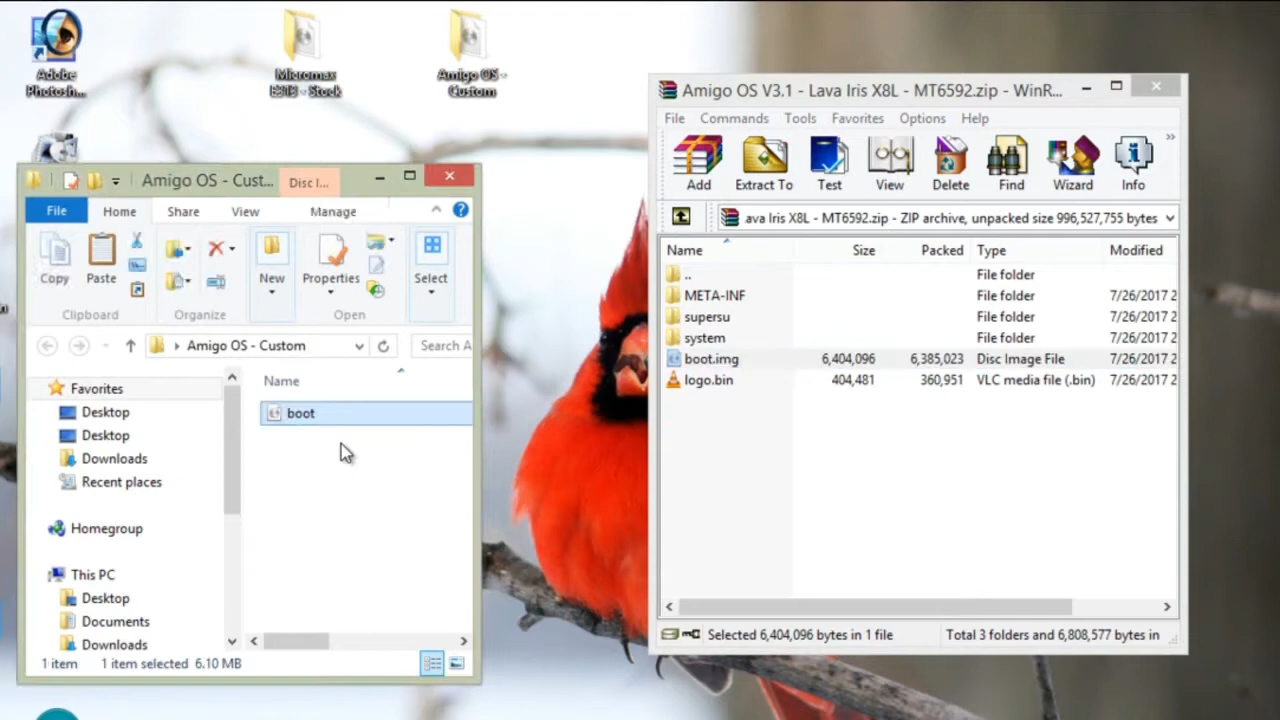 Adobe
Photosh...
Micromax
E313 - Stock
Amigo OS -
Custom
Amigo OS - Cust...
Disc I...
File
Home
Share
View
Manage
Copy
Paste
New
Properties
Select
Clipboard
Organize
Open
Amigo OS - Custom
Search A
Favorites
Desktop
Desktop
Downloads
Recent places
Homegroup
This PC
Desktop
Documents
Downloads
Name
boot
1 item
1 item selected 6.10 MB
Amigo OS V3.1 - Lava Iris X8L - MT6592.zip - WinR...
File Commands Tools Favorites Options Help
Add
Extract To
Test
View
Delete
Find
Wizard
Info
ava Iris X8L - MT6592.zip - ZIP archive, unpacked size 996,527,755 bytes
Name Size Packed Type Modified
.. File folder
META-INF File folder 7/26/2017 2
supersu File folder 7/26/2017 2
system File folder 7/26/2017 2
boot.img 6,404,096 6,385,023 Disc Image File 7/26/2017 2
logo.bin 404,481 360,951 VLC media file (.bin) 7/26/2017 2
Selected 6,404,096 bytes in 1 file
Total 3 folders and 6,808,577 bytes in